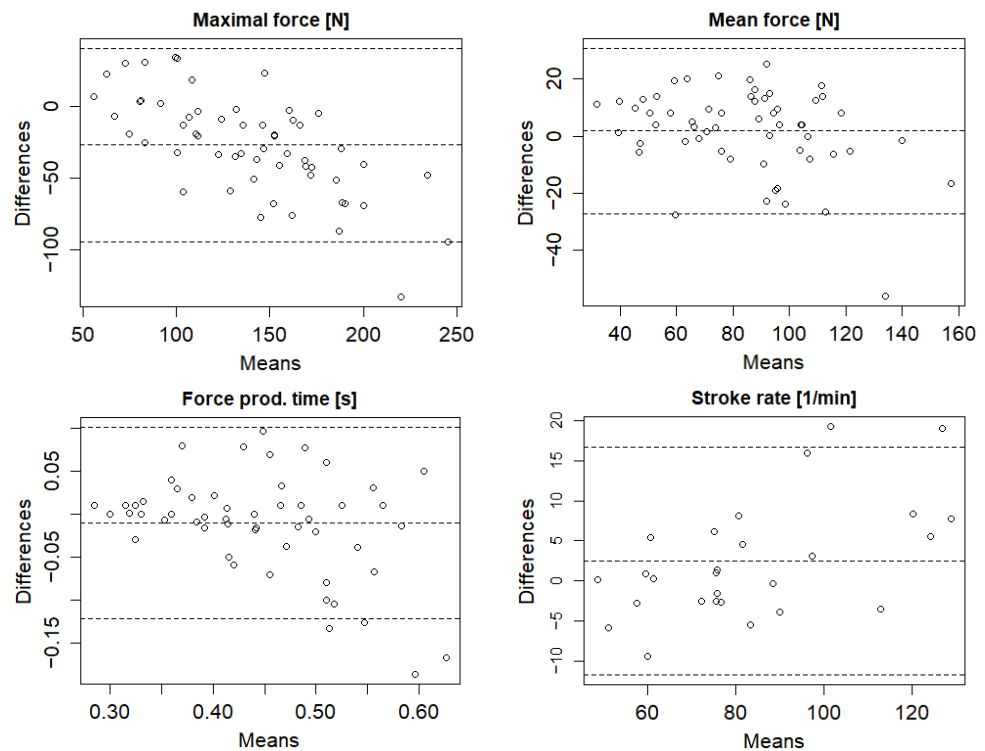 Maximal force [N]
Differences
0
−50
−100
50 100 150 200 250
Means
Mean force [N]
Differences
20
0
−20
−40
40 60 80 100 120 140 160
Means
Force prod. time [s]
Differences
0.05
−0.05
−0.15
0.30 0.40 0.50 0.60
Means
Stroke rate [1/min]
Differences
20
15
10
5
0
−5
−10
60 80 100 120
Means